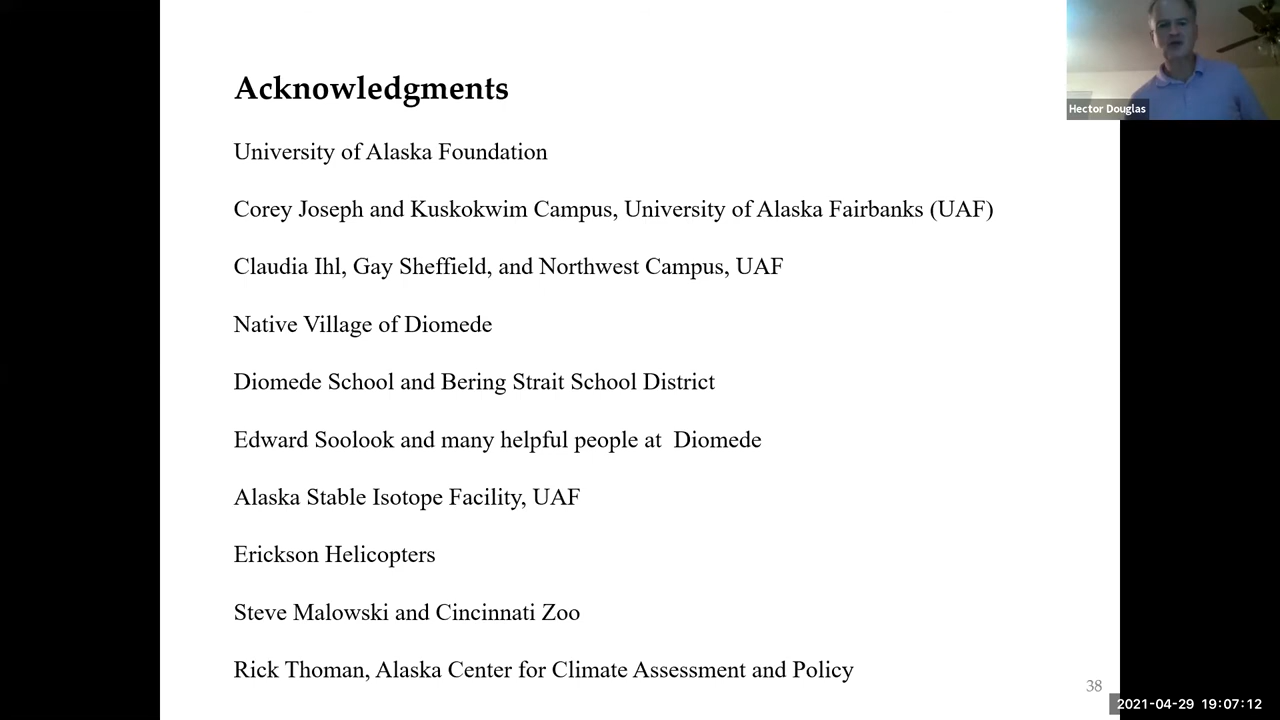 Acknowledgments
Hector Douglas
University of Alaska Foundation
Corey Joseph and Kuskokwim Campus, University of Alaska Fairbanks (UAF)
Claudia Ihl, Gay Sheffield, and Northwest Campus, UAF
Native Village of Diomede
Diomede School and Bering Strait School District
Edward Soolook and many helpful people at  Diomede
Alaska Stable Isotope Facility, UAF
Erickson Helicopters
Steve Malowski and Cincinnati Zoo
Rick Thoman, Alaska Center for Climate Assessment and Policy
38
2021-04-29 19:07:12